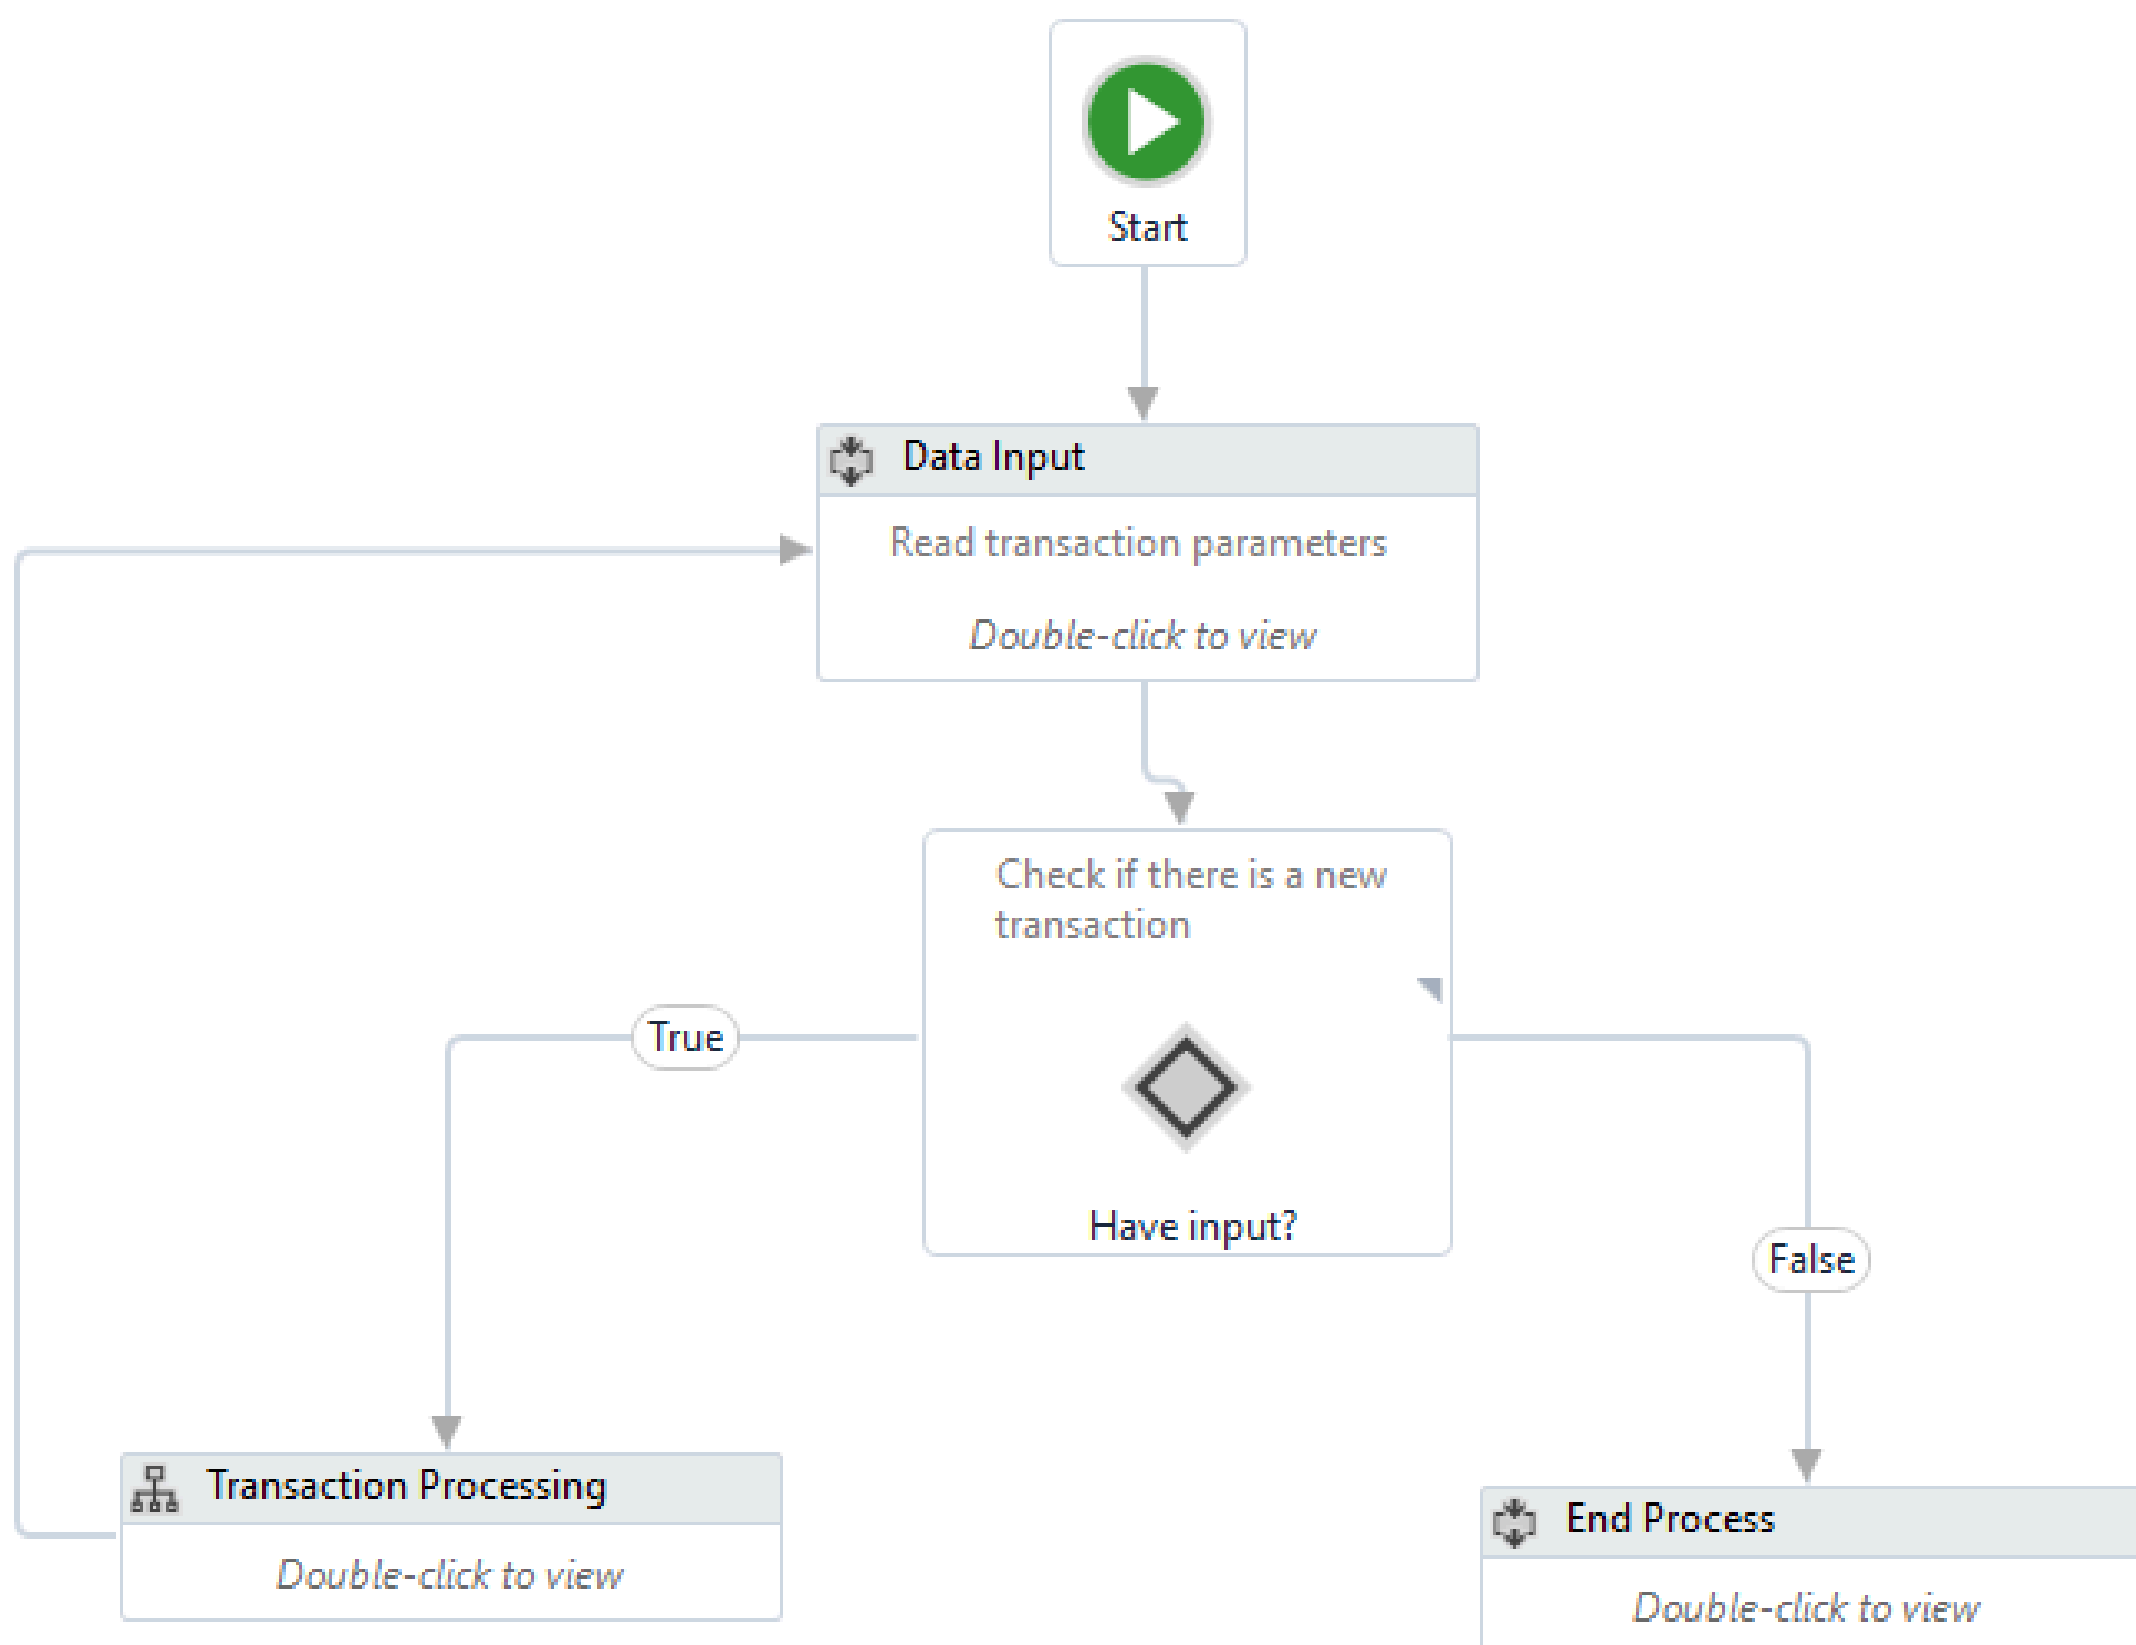 Start
Data Input
Read transaction parameters
Double-click to view
Check if there is a new
transaction
True
Have input?
False
Transaction Processing
Double-click to view
End Process
Double-click to view